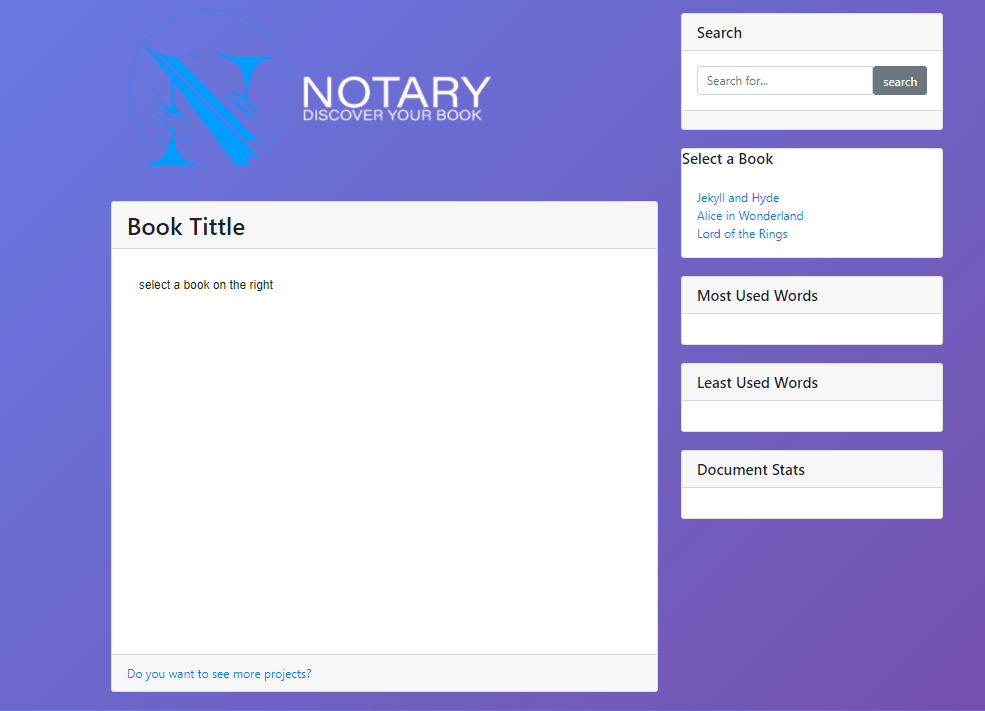 N
NOTARY
DISCOVER YOUR BOOK
Book Tittle
select a book on the right
Do you want to see more projects?
Search
Search for...
search
Select a Book
Jekyll and Hyde
Alice in Wonderland
Lord of the Rings
Most Used Words
Least Used Words
Document Stats